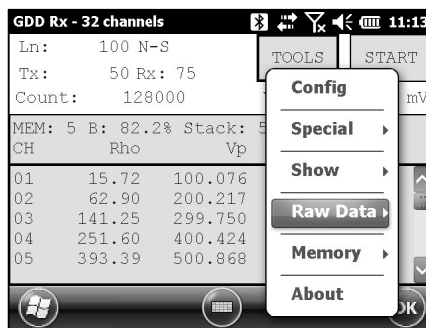 GDD Rx - 32 channels 11:13
Ln: 100 N-S
TOOLS START
Tx: 50 Rx: 75
Count: 128000 mV
MEM: 5 B: 82.2% Stack: 5
CH Rho Vp
01 15.72 100.076
02 62.90 200.217
03 141.25 299.750
04 251.60 400.424
05 393.39 500.868
Config
Special
Show
Raw Data
Memory
About
OK